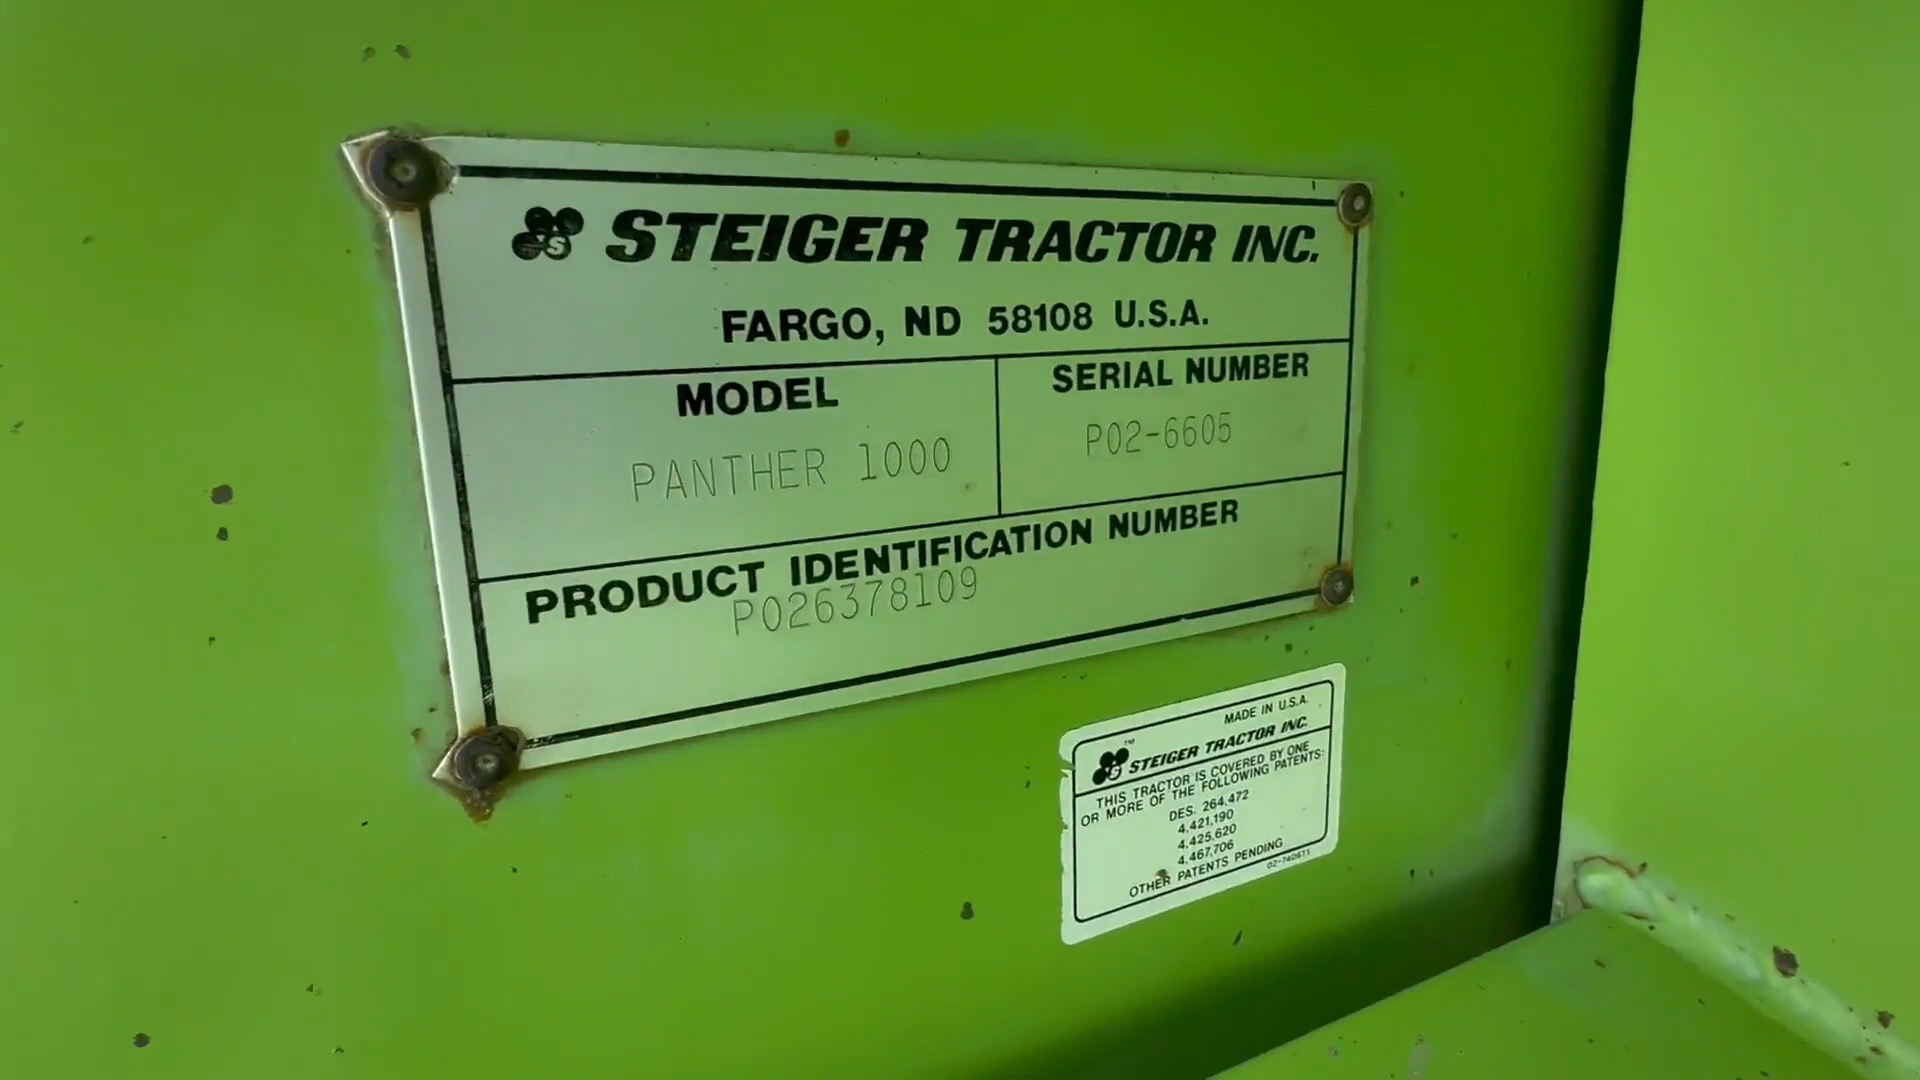 S STEIGER TRACTOR INC.
FARGO, ND 58108 U.S.A.
MODEL
PANTHER 1000
SERIAL NUMBER
P02-6605
PRODUCT IDENTIFICATION NUMBER
P026378109
MADE IN U.S.A.
S STEIGER TRACTOR INC.
THIS TRACTOR IS COVERED BY ONE
OR MORE OF THE FOLLOWING PATENTS:
DES. 264,472
4,421,190
4,425,620
4,467,706
OTHER PATENTS PENDING